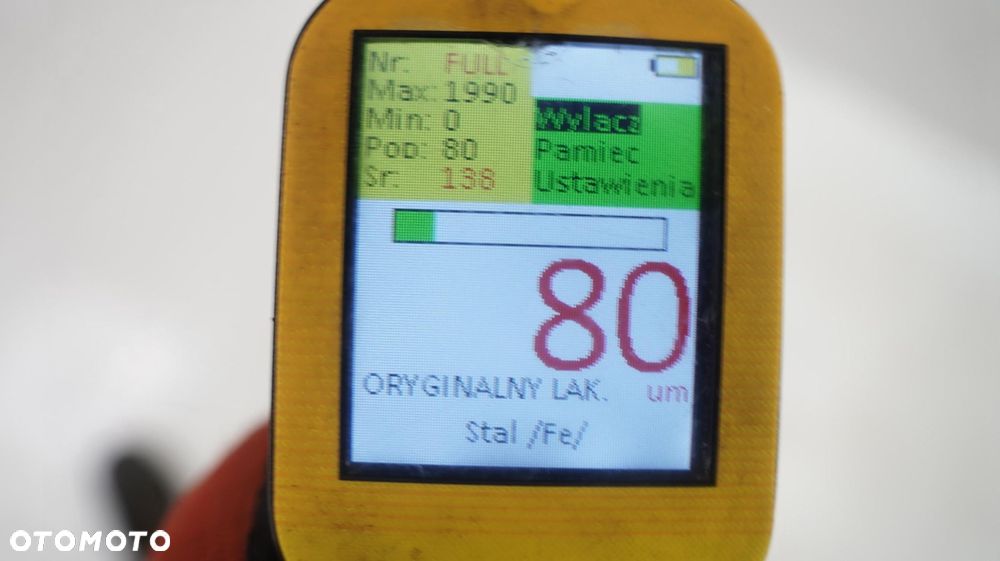 Nr: FULL
Max: 1990
Min: 0
Pop: 80
Sr: 138
Wylacz
Pamiec
Ustawienia
80
ORYGINALNY LAK. um
Stal /Fe/
OTOMOTO